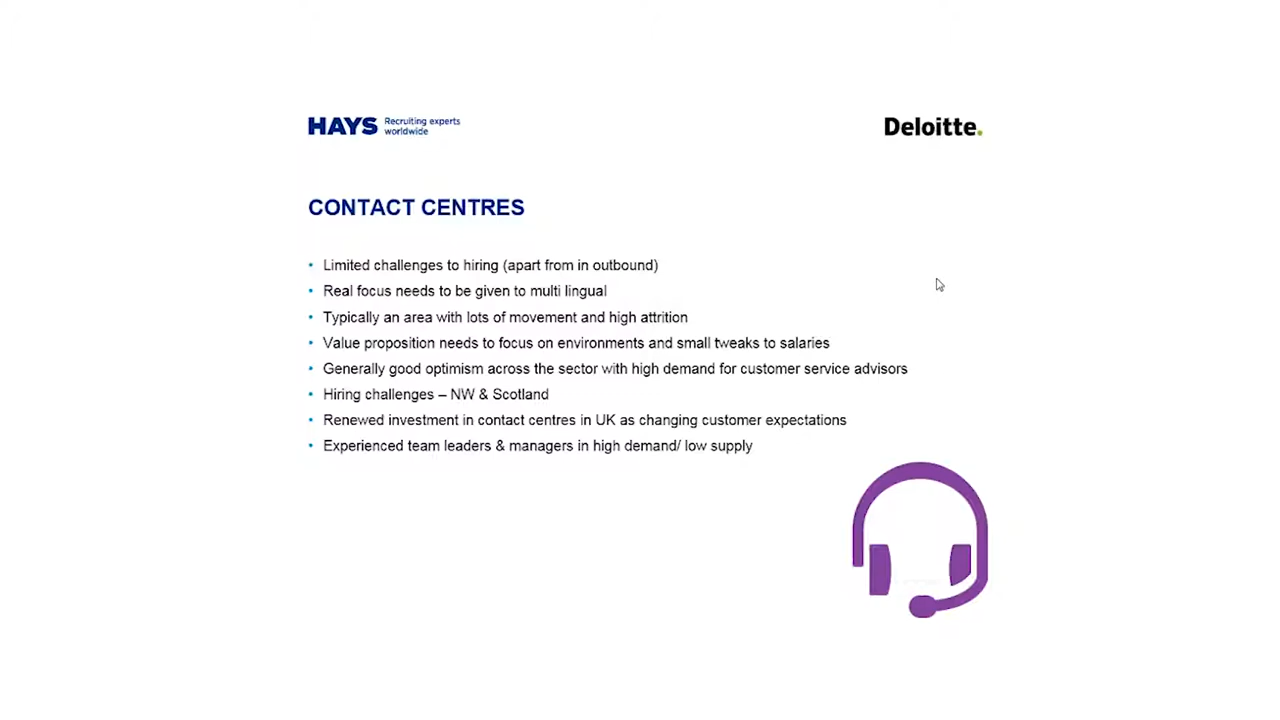 HAYS Recruiting experts
worldwide
Deloitte.
CONTACT CENTRES
• Limited challenges to hiring (apart from in outbound)
• Real focus needs to be given to multi lingual
• Typically an area with lots of movement and high attrition
• Value proposition needs to focus on environments and small tweaks to salaries
• Generally good optimism across the sector with high demand for customer service advisors
• Hiring challenges – NW & Scotland
• Renewed investment in contact centres in UK as changing customer expectations
• Experienced team leaders & managers in high demand/ low supply